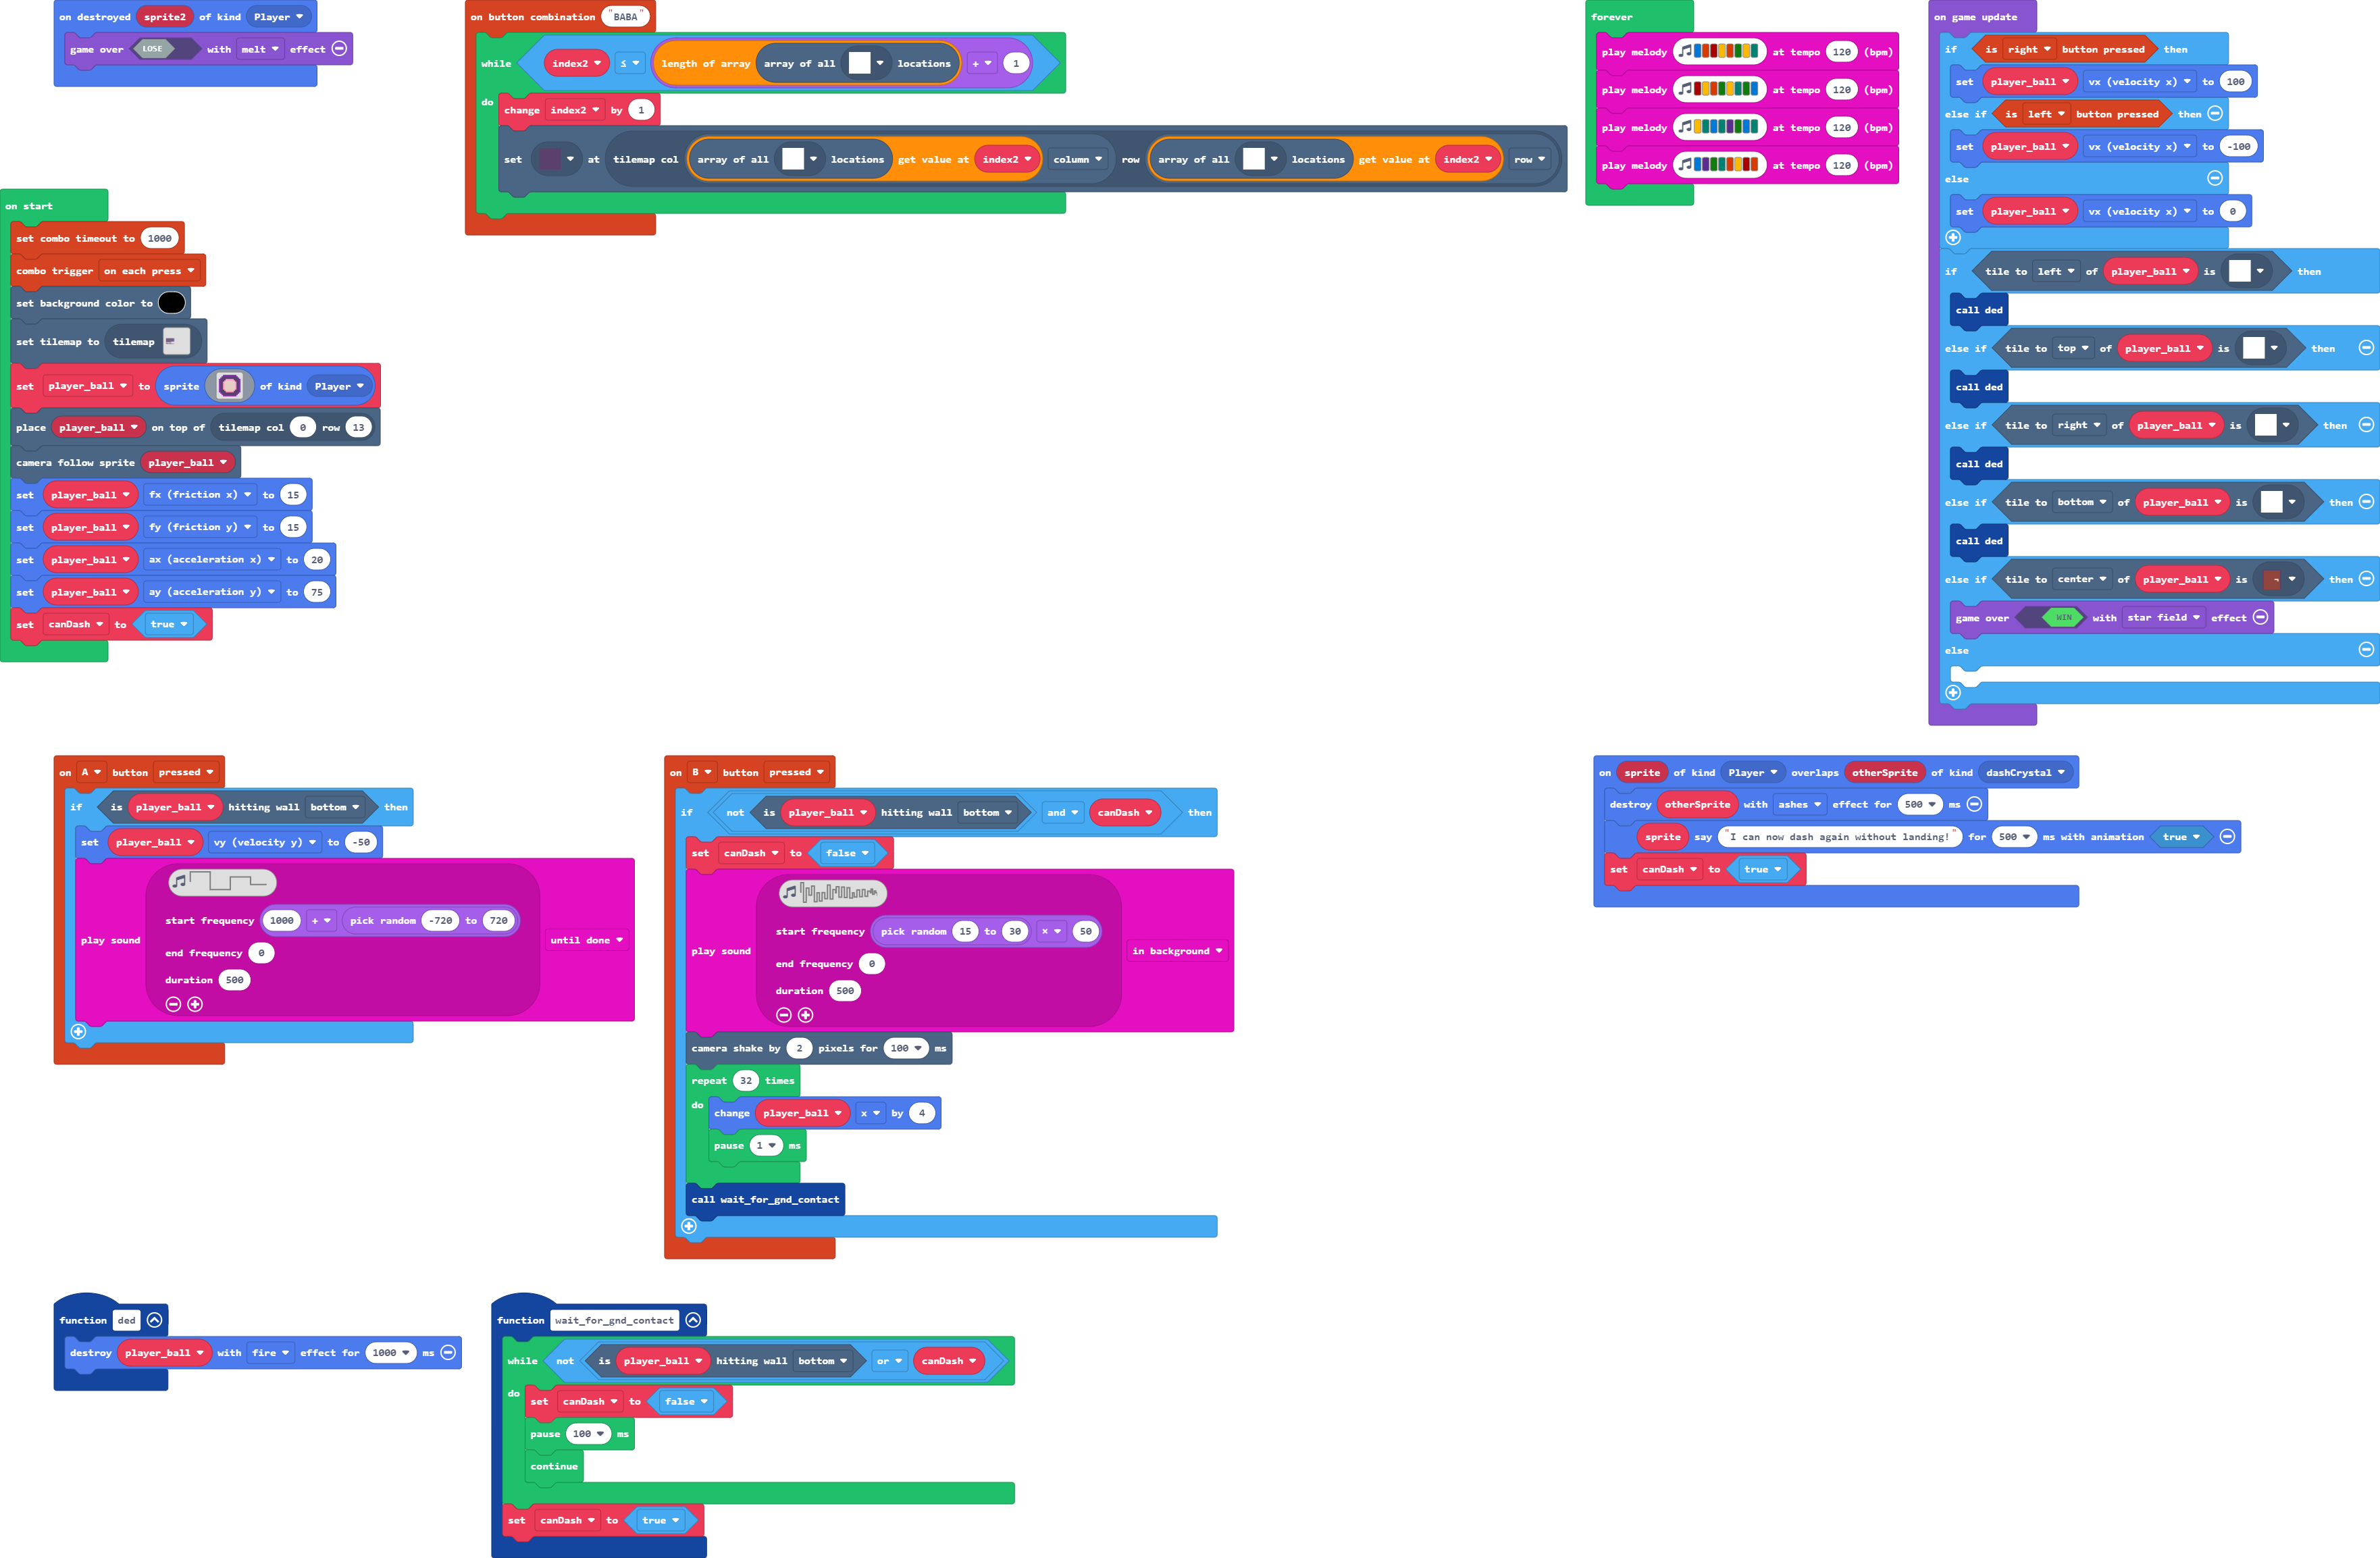 on destroyed sprite2 of kind Player
game over LOSE with melt effect
on button combination "BABA"
while index2 ≤ length of array array of all locations + 1
do
change index2 by 1
set at tilemap col array of all locations get value at index2 column row array of all locations get value at index2 row
forever
play melody at tempo 120 (bpm)
play melody at tempo 120 (bpm)
play melody at tempo 120 (bpm)
play melody at tempo 120 (bpm)
on game update
if is right button pressed then
set player_ball vx (velocity x) to 100
else if is left button pressed then
set player_ball vx (velocity x) to -100
else
set player_ball vx (velocity x) to 0
if tile to left of player_ball is then
call ded
else if tile to top of player_ball is then
call ded
else if tile to right of player_ball is then
call ded
else if tile to bottom of player_ball is then
call ded
else if tile to center of player_ball is then
game over WIN with star field effect
else
on start
set combo timeout to 1000
combo trigger on each press
set background color to
set tilemap to tilemap
set player_ball to sprite of kind Player
place player_ball on top of tilemap col 0 row 13
camera follow sprite player_ball
set player_ball fx (friction x) to 15
set player_ball fy (friction y) to 15
set player_ball ax (acceleration x) to 20
set player_ball ay (acceleration y) to 75
set canDash to true
on A button pressed
if is player_ball hitting wall bottom then
set player_ball vy (velocity y) to -50
play sound
start frequency 1000 + pick random -720 to 720
end frequency 0
duration 500
until done
on B button pressed
if not is player_ball hitting wall bottom and canDash then
set canDash to false
play sound
start frequency pick random 15 to 30 × 50
end frequency 0
duration 500
in background
camera shake by 2 pixels for 100 ms
repeat 32 times
do
change player_ball x by 4
pause 1 ms
call wait_for_gnd_contact
on sprite of kind Player overlaps otherSprite of kind dashCrystal
destroy otherSprite with ashes effect for 500 ms
sprite say "I can now dash again without landing!" for 500 ms with animation true
set canDash to true
function ded
destroy player_ball with fire effect for 1000 ms
function wait_for_gnd_contact
while not is player_ball hitting wall bottom or canDash
do
set canDash to false
pause 100 ms
continue
set canDash to true